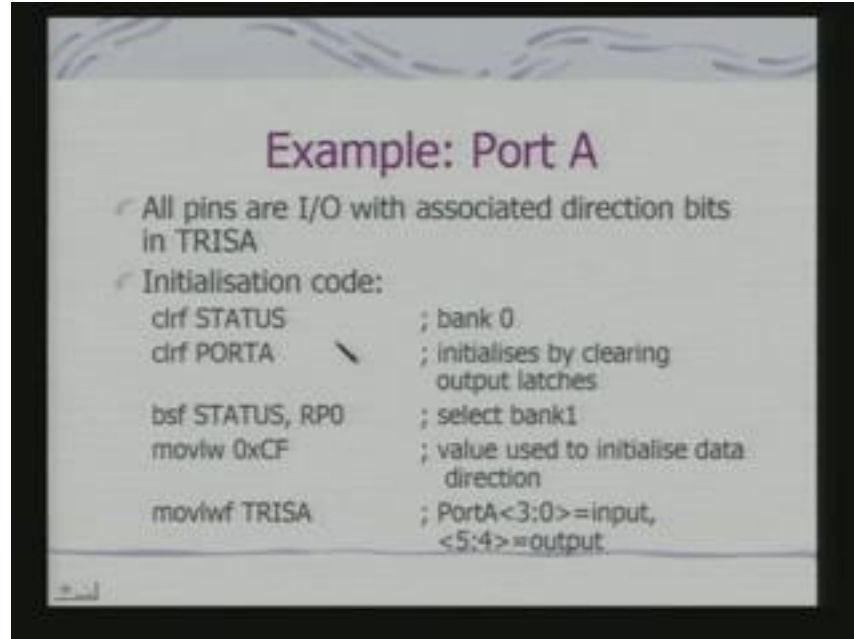 Example: Port A
All pins are I/O with associated direction bits
in TRISA
Initialisation code:
clrf STATUS ; bank 0
clrf PORTA ; initialises by clearing
output latches
bsf STATUS, RP0 ; select bank1
movlw 0xCF ; value used to initialise data
direction
movlwf TRISA ; PortA<3:0>=input,
<5:4>=output